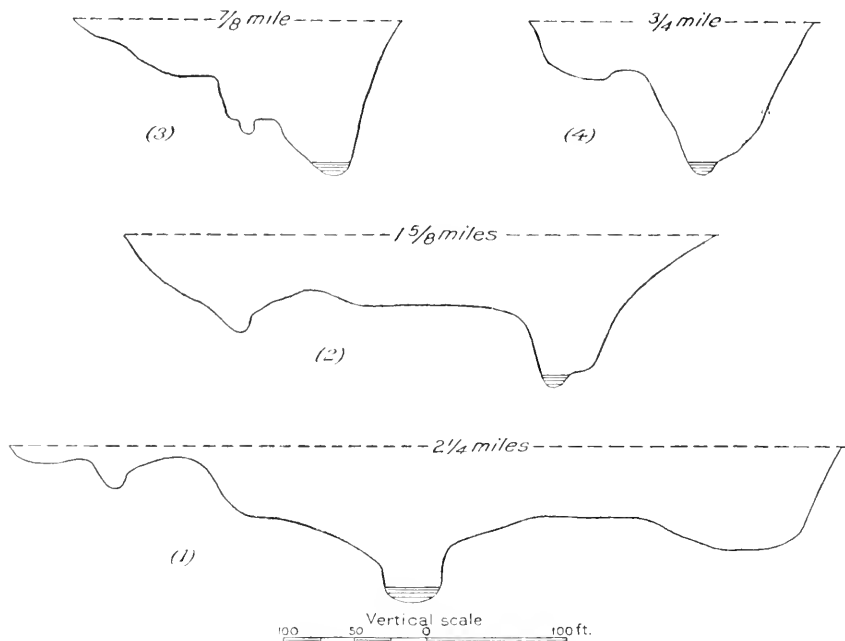 7/8 mile
3/4 mile
(3)
(4)
1 5/8 miles
(2)
2 1/4 miles
(1)
Vertical scale
100 50 0 100 ft.